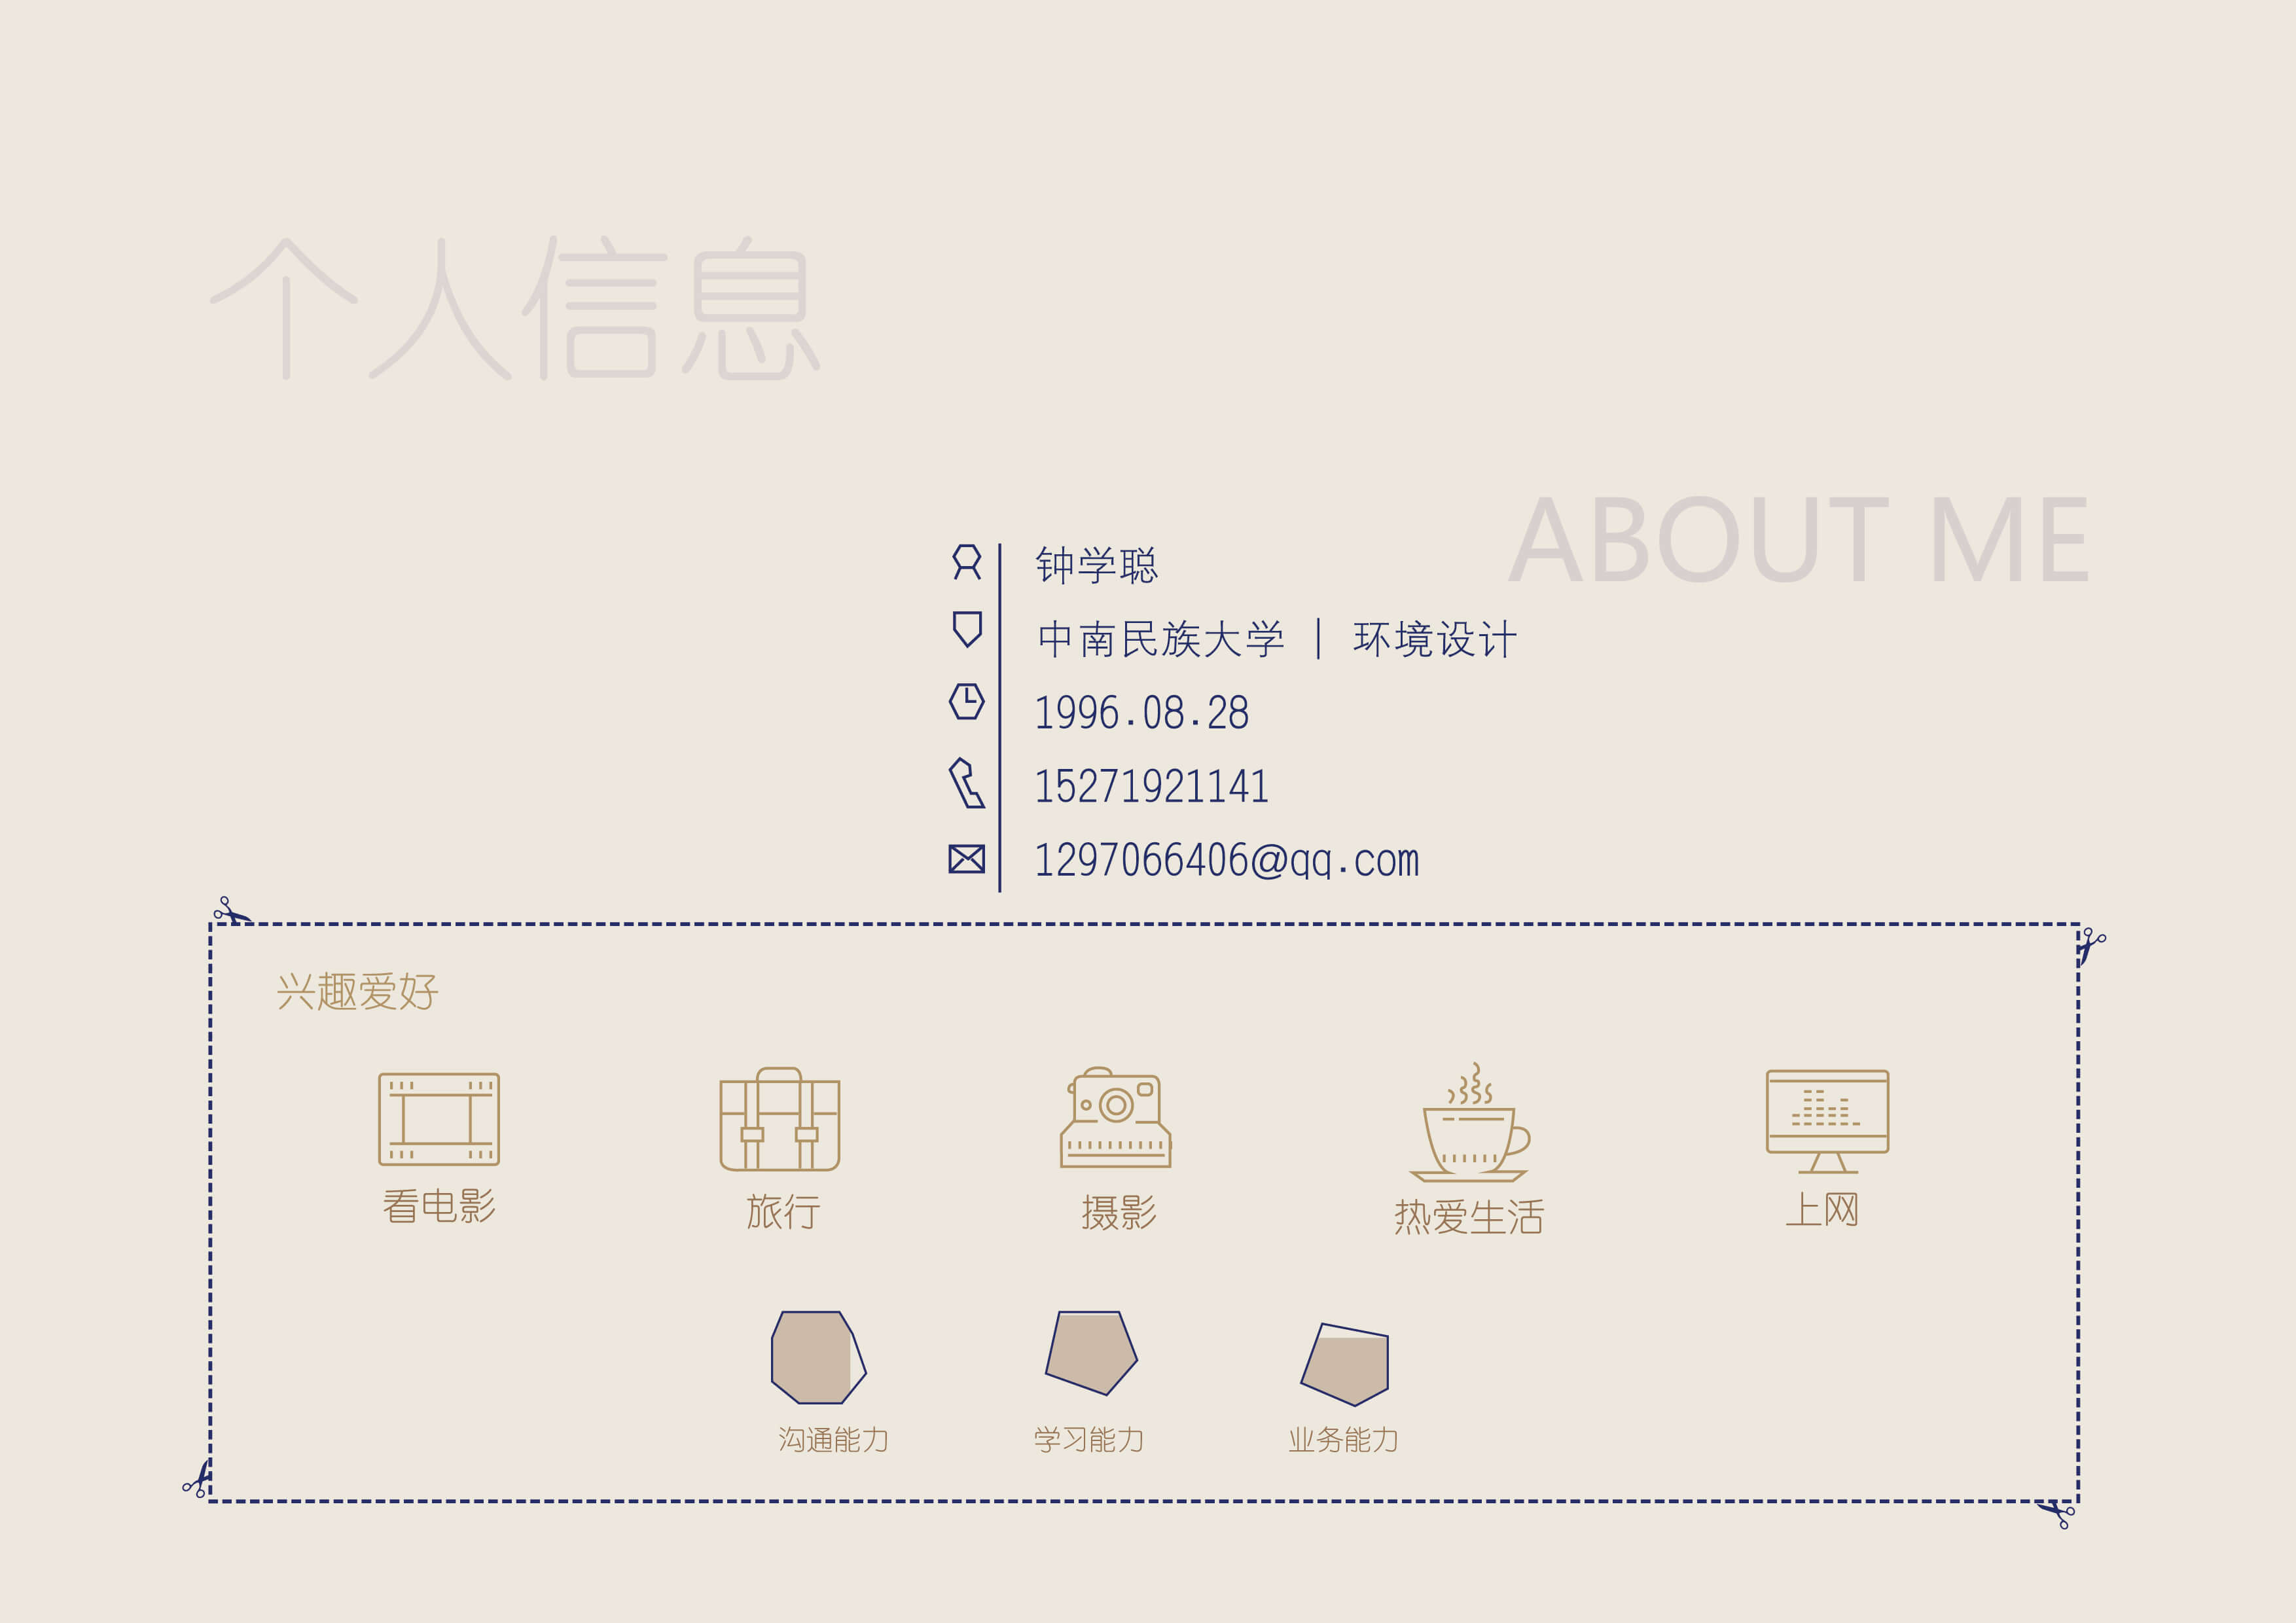 个人信息
ABOUT ME
钟学聪
中南民族大学 | 环境设计
1996.08.28
15271921141
1297066406@qq.com
兴趣爱好
看电影
旅行
摄影
热爱生活
上网
沟通能力
学习能力
业务能力